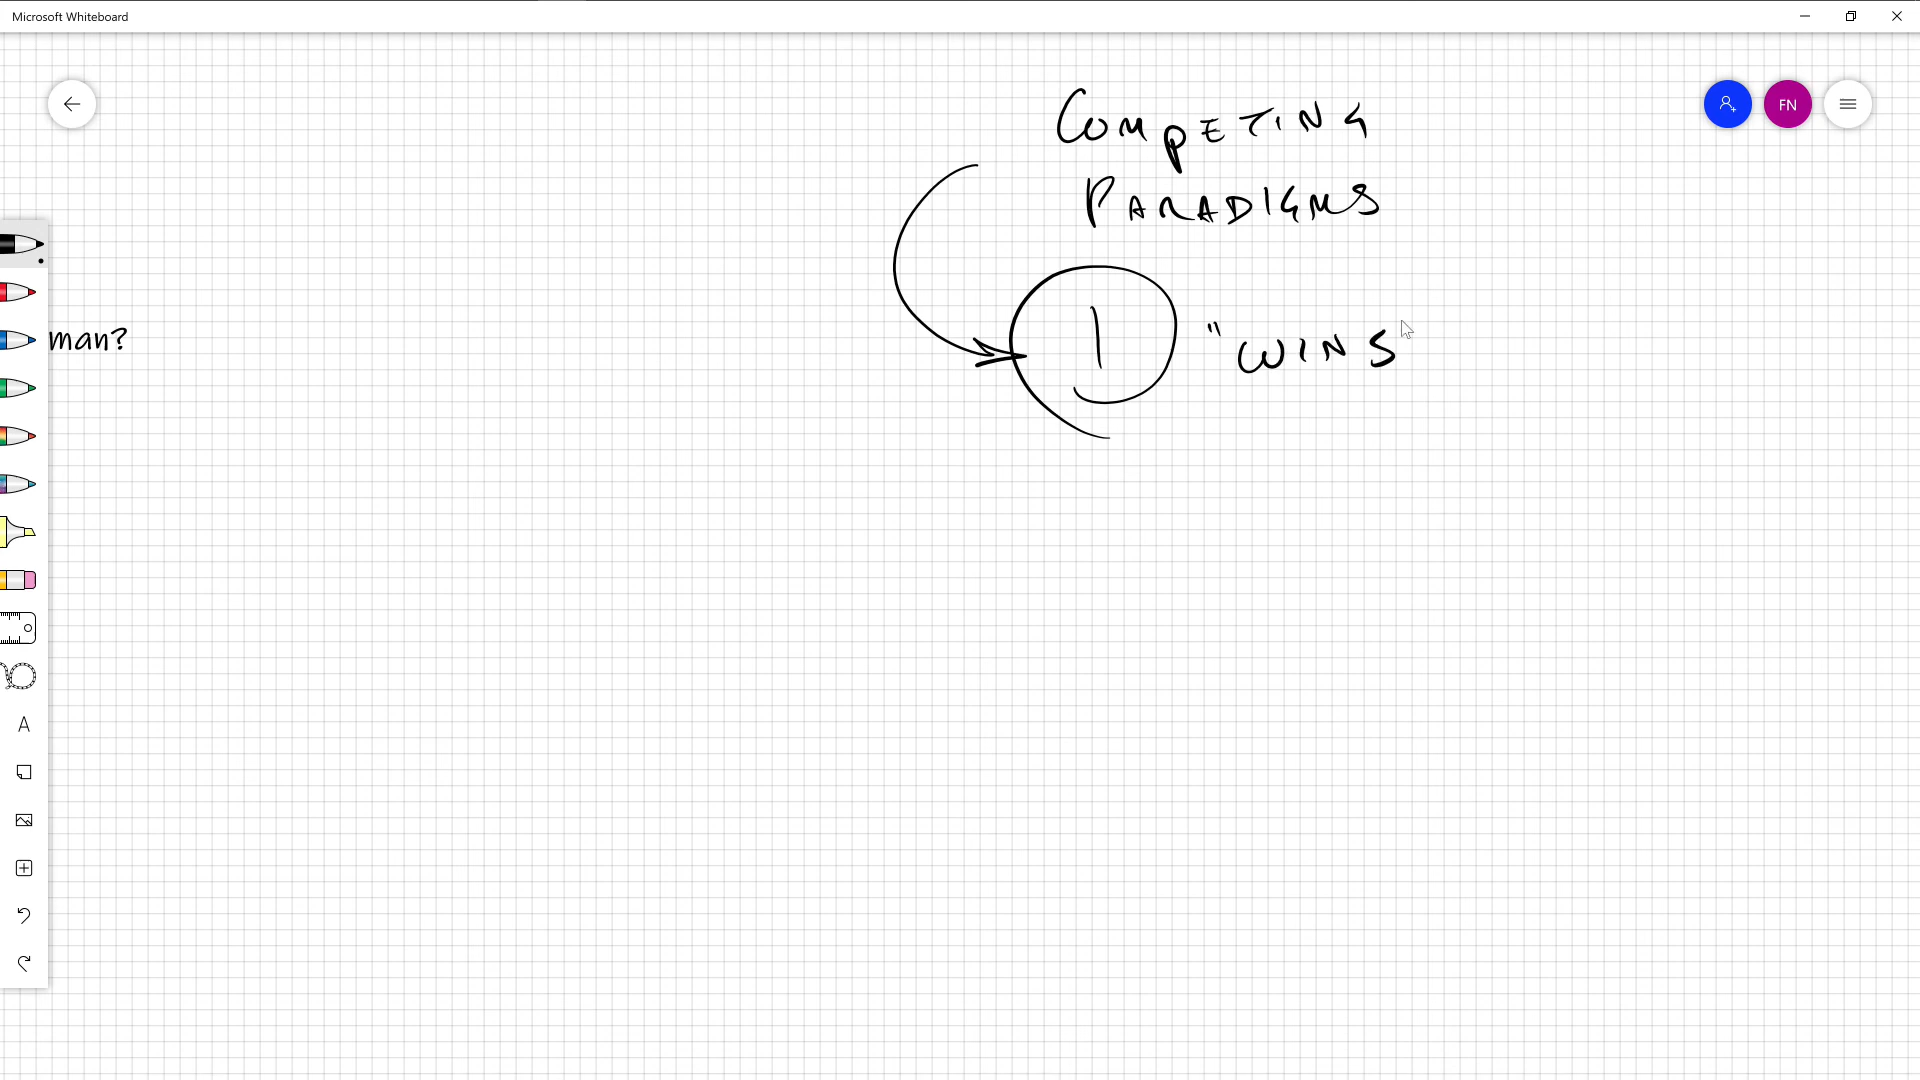 Microsoft Whiteboard
COMPETING
FN
PARADIGMS
man?
1 "WINS
A